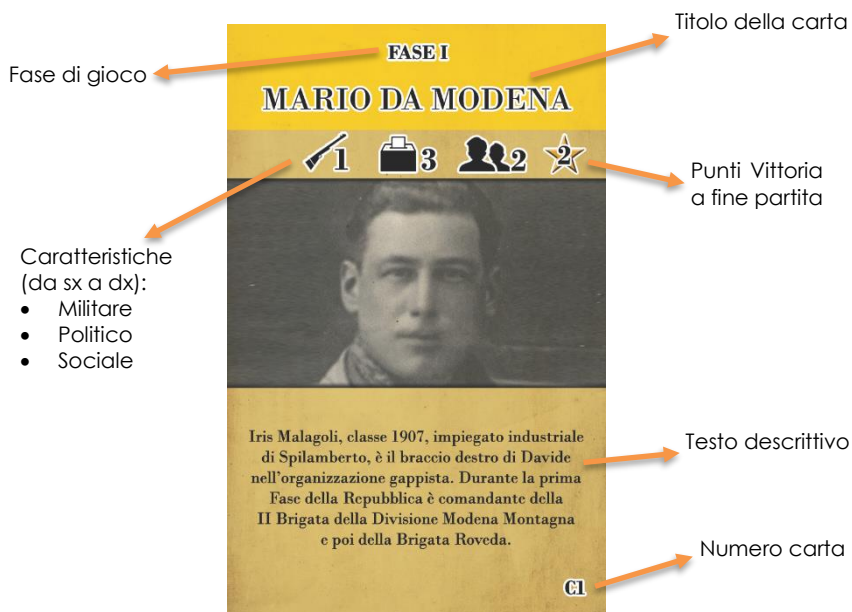 Titolo della carta
FASE I
Fase di gioco
MARIO DA MODENA
1 3 2 2
Punti Vittoria
a fine partita
Caratteristiche
(da sx a dx):
• Militare
• Politico
• Sociale
Iris Malagoli, classe 1907, impiegato industriale
di Spilamberto, è il braccio destro di Davide
nell'organizzazione gappista. Durante la prima
Fase della Repubblica è comandante della
II Brigata della Divisione Modena Montagna
e poi della Brigata Roveda.
Testo descrittivo
Numero carta
C1